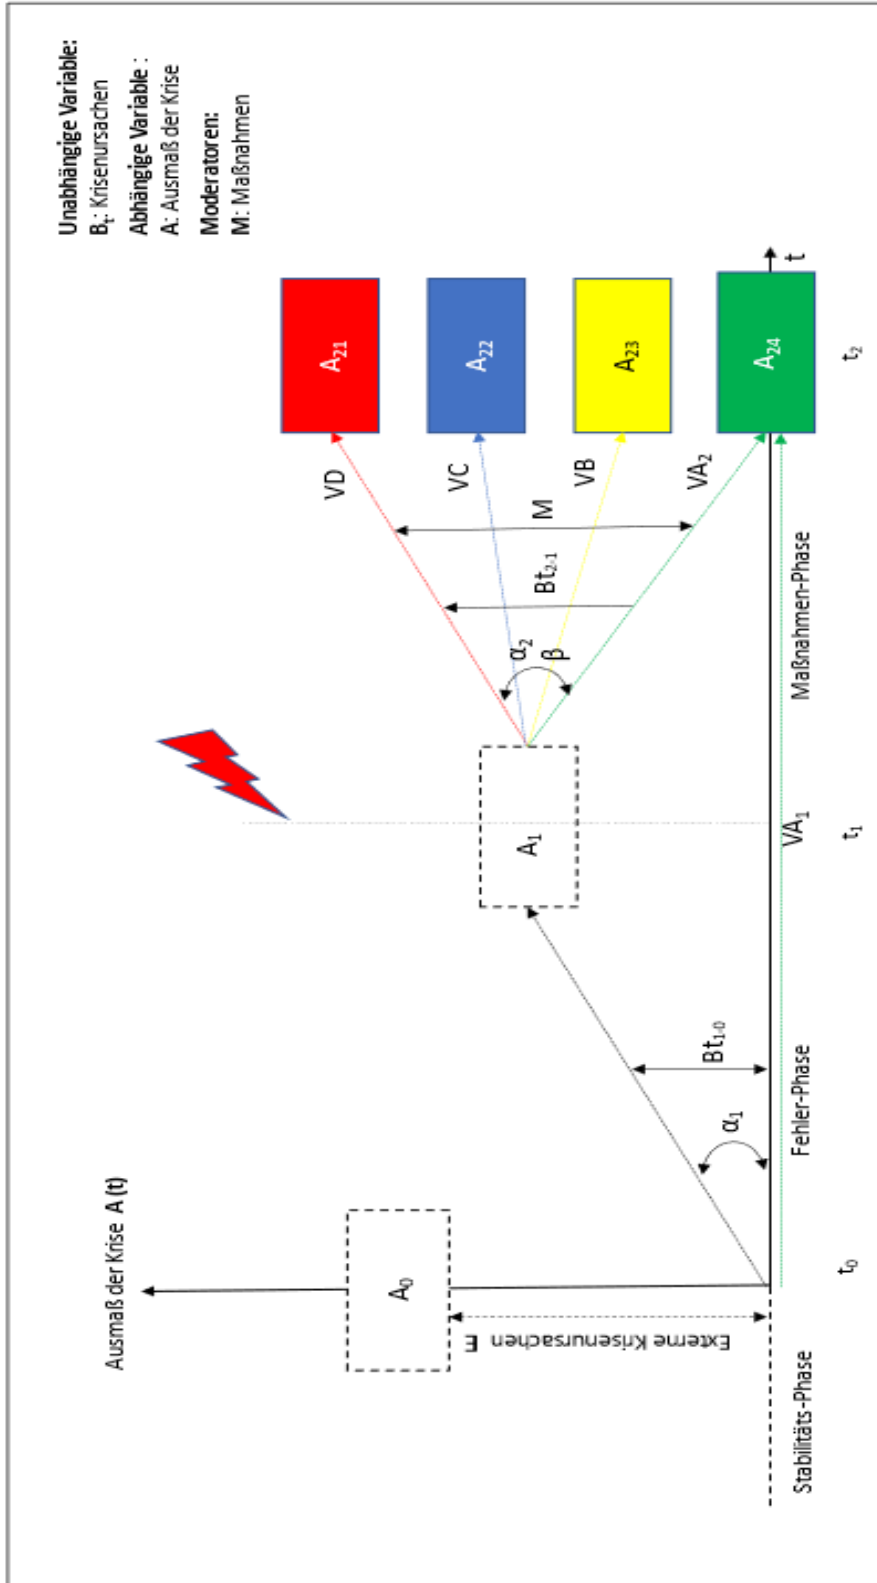 Unabhängige Variable:
Bₜ: Krisenursachen
Abhängige Variable :
A: Ausmaß der Krise
Moderatoren:
M: Maßnahmen
Ausmaß der Krise A (t)
A₀
Externe Krisenursachen E
α₁
Bt₁₋₀
A₁
α₂
β
Bt₂₋₁
M
VD
VC
VB
VA₂
A₂₁
A₂₂
A₂₃
A₂₄
t
VA₁
Stabilitäts-Phase
Fehler-Phase
Maßnahmen-Phase
t₀
t₁
t₂